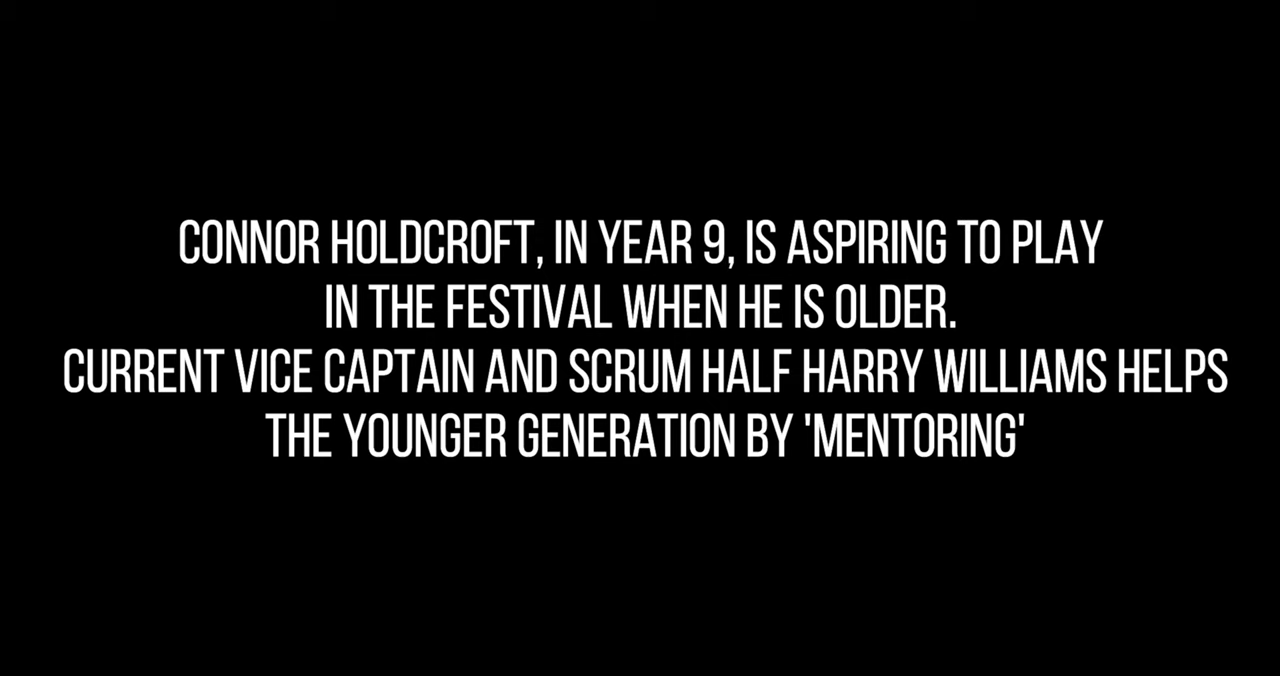 CONNOR HOLDCROFT, IN YEAR 9, IS ASPIRING TO PLAY
IN THE FESTIVAL WHEN HE IS OLDER.
CURRENT VICE CAPTAIN AND SCRUM HALF HARRY WILLIAMS HELPS
THE YOUNGER GENERATION BY 'MENTORING'